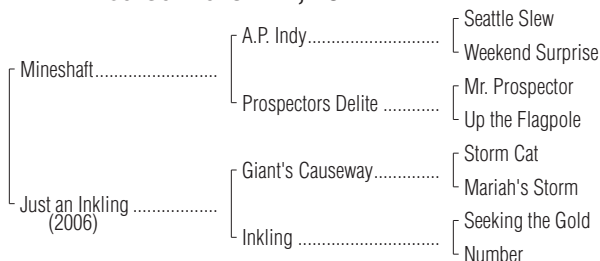 Seattle Slew
A.P. Indy
Weekend Surprise
Mineshaft
Mr. Prospector
Prospectors Delite
Up the Flagpole
Storm Cat
Giant's Causeway
Mariah's Storm
Just an Inkling
(2006)
Seeking the Gold
Inkling
Number